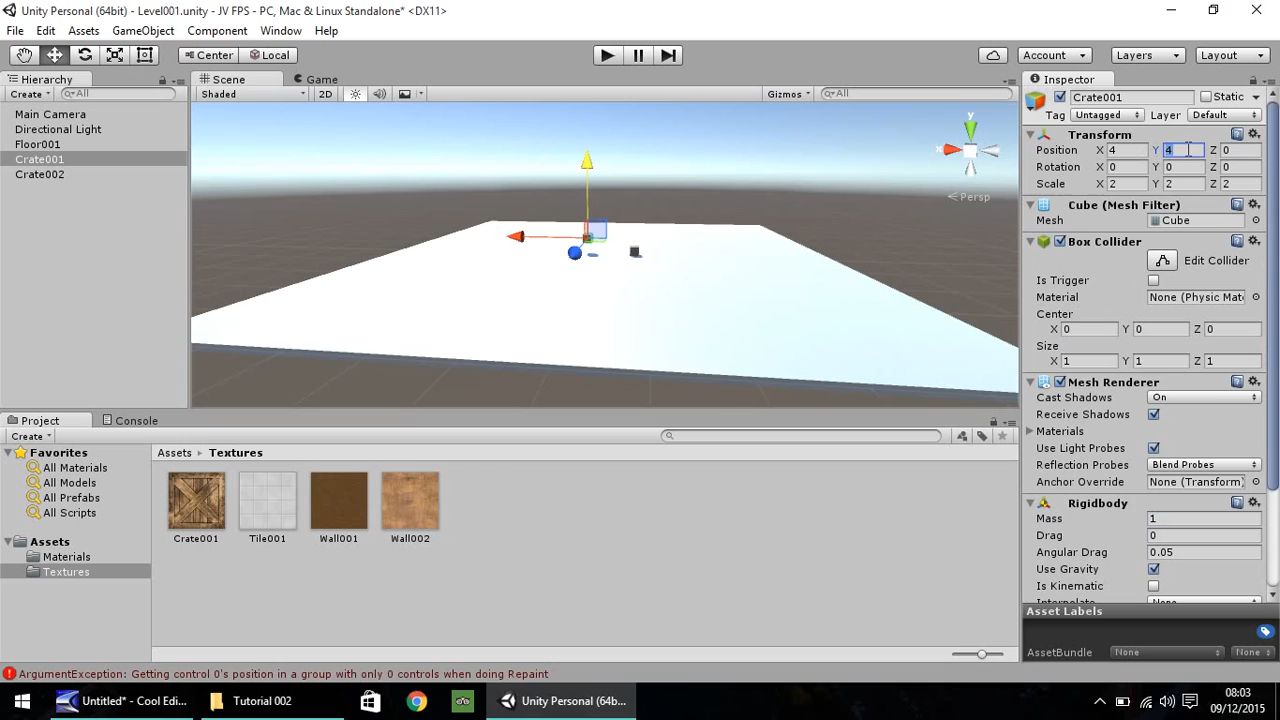 Unity Personal (64bit) - Level001.unity - JV FPS - PC, Mac & Linux Standalone* <DX11>
File Edit Assets GameObject Component Window Help
Center Local Account Layers Layout
Hierarchy Scene Game Inspector
Create All Shaded 2D Gizmos All Crate001 Static
Tag Untagged Layer Default
Main Camera
Directional Light
Floor001
Crate001
Crate002
y
x
Persp
Transform
Position X 4 Y 4 Z 0
Rotation X 0 Y 0 Z 0
Scale X 2 Y 2 Z 2
Cube (Mesh Filter)
Mesh Cube
Box Collider
Edit Collider
Is Trigger
Material None (Physic Mat
Center
X 0 Y 0 Z 0
Size
X 1 Y 1 Z 1
Mesh Renderer
Cast Shadows On
Receive Shadows
Materials
Use Light Probes
Reflection Probes Blend Probes
Anchor Override None (Transform)
Rigidbody
Mass 1
Drag 0
Angular Drag 0.05
Use Gravity
Is Kinematic
Asset Labels
AssetBundle None None
Project Console
Create
Favorites
All Materials
All Models
All Prefabs
All Scripts
Assets
Materials
Textures
Assets Textures
Crate001 Tile001 Wall001 Wall002
ArgumentException: Getting control 0's position in a group with only 0 controls when doing Repaint
Untitled* - Cool Edi... Tutorial 002 Unity Personal (64b...
08:03
09/12/2015